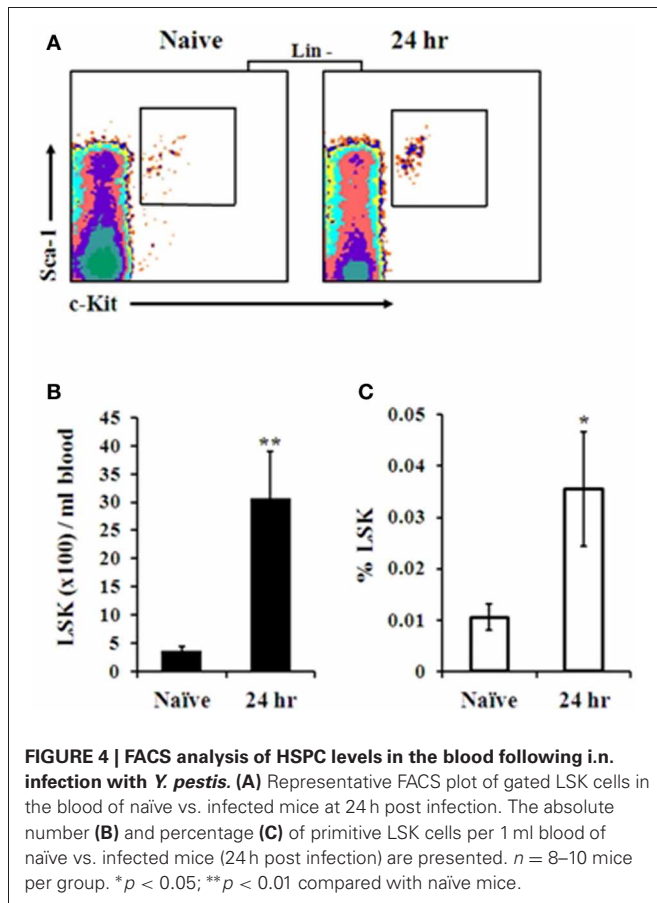 A
Naive
24 hr
Lin -
Sca-1
c-Kit
B
LSK (x100) / ml blood
45
40
35
30
25
20
15
10
5
0
**
Naïve
24 hr
C
% LSK
0.05
0.04
0.03
0.02
0.01
0
*
Naïve
24 hr
FIGURE 4 | FACS analysis of HSPC levels in the blood following i.n.
infection with Y. pestis. (A) Representative FACS plot of gated LSK cells in
the blood of naïve vs. infected mice at 24 h post infection. The absolute
number (B) and percentage (C) of primitive LSK cells per 1 ml blood of
naïve vs. infected mice (24 h post infection) are presented. n = 8–10 mice
per group. *p < 0.05; **p < 0.01 compared with naïve mice.